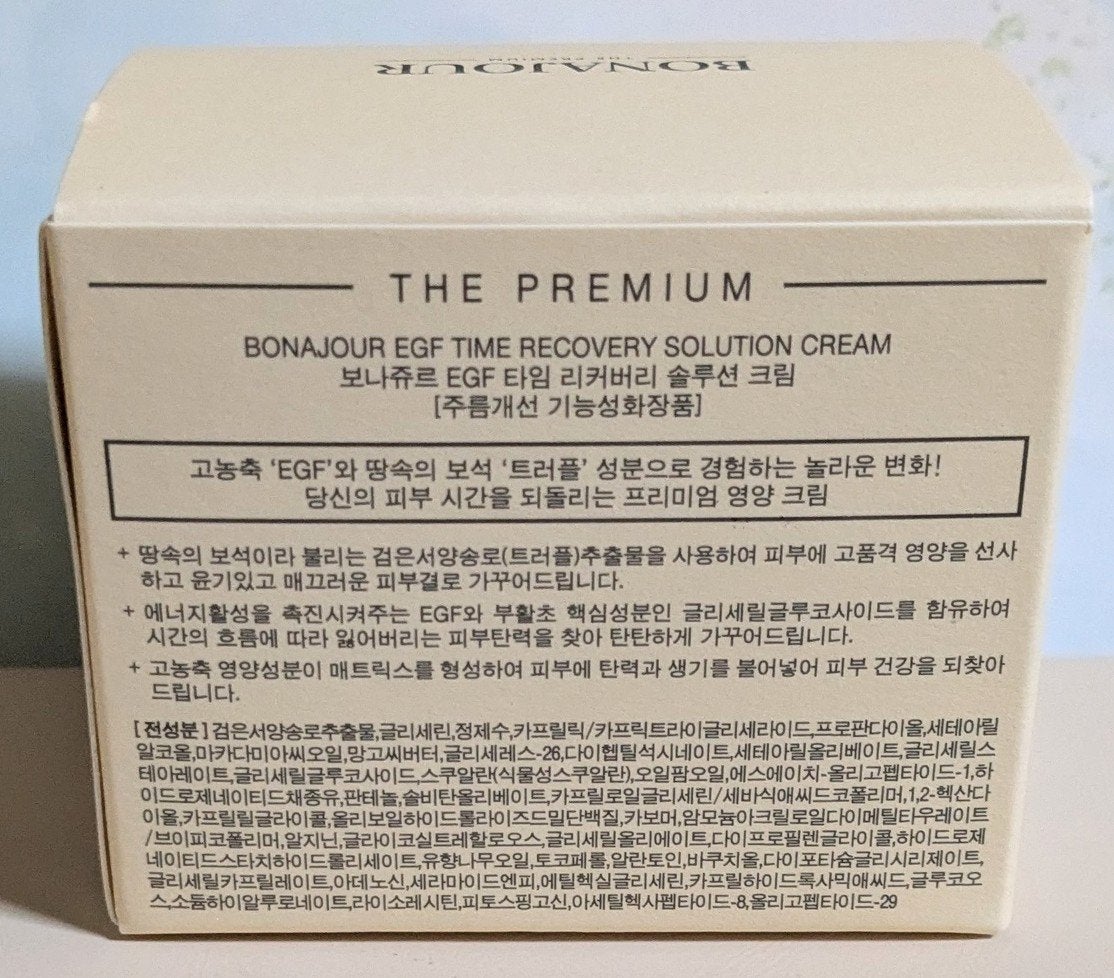 BONAJOUR
THE PREMIUM
THE PREMIUM
BONAJOUR EGF TIME RECOVERY SOLUTION CREAM
보나쥬르 EGF 타임 리커버리 솔루션 크림
[주름개선 기능성화장품]
고농축 ‘EGF’와 땅속의 보석 ‘트러플’ 성분으로 경험하는 놀라운 변화!
당신의 피부 시간을 되돌리는 프리미엄 영양 크림
+ 땅속의 보석이라 불리는 검은서양송로(트러플)추출물을 사용하여 피부에 고품격 영양을 선사
하고 윤기있고 매끄러운 피부결로 가꾸어드립니다.
+ 에너지활성을 촉진시켜주는 EGF와 부활초 핵심성분인 글리세릴글루코사이드를 함유하여
시간의 흐름에 따라 잃어버리는 피부탄력을 찾아 탄탄하게 가꾸어드립니다.
+ 고농축 영양성분이 매트릭스를 형성하여 피부에 탄력과 생기를 불어넣어 피부 건강을 되찾아
드립니다.
[전성분] 검은서양송로추출물,글리세린,정제수,카프릴릭/카프릭트라이글리세라이드,프로판다이올,세테아릴
알코올,마카다미아씨오일,망고씨버터,글리세레스-26,다이헵틸석시네이트,세테아릴올리베이트,글리세릴스
테아레이트,글리세릴글루코사이드,스쿠알란(식물성스쿠알란),오일팜오일,에스에이치-올리고펩타이드-1,하
이드로제네이티드채종유,판테놀,솔비탄올리베이트,카프릴로일글리세린/세바식애씨드코폴리머,1,2-헥산다
이올,카프릴릴글라이콜,올리보일하이드롤라이즈드밀단백질,카보머,암모늄아크릴로일다이메틸타우레이트
/브이피코폴리머,알지닌,글라이코실트레할로오스,글리세릴올리에이트,다이프로필렌글라이콜,하이드로제
네이티드스타치하이드롤리세이트,유향나무오일,토코페롤,알란토인,바쿠치올,다이포타슘글리시리제이트,
글리세릴카프릴레이트,아데노신,세라마이드엔피,에틸헥실글리세린,카프릴하이드록사믹애씨드,글루코오
스,소듐하이알루로네이트,라이소레시틴,피토스핑고신,아세틸헥사펩타이드-8,올리고펩타이드-29